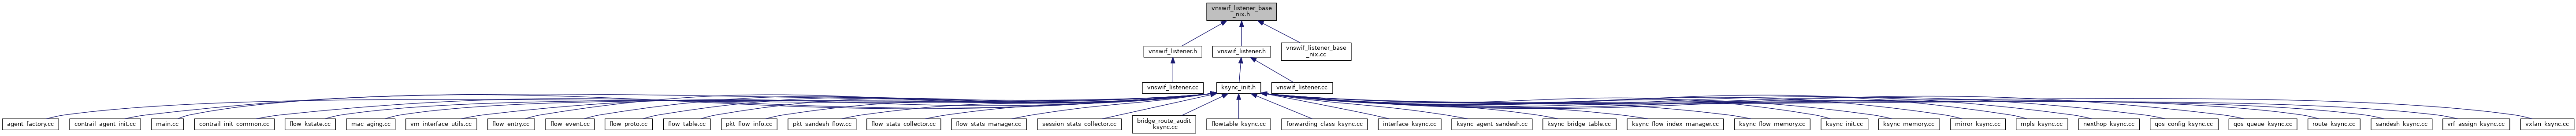 vnswif_listener_base
_nix.h
vnswif_listener.h
vnswif_listener.h
vnswif_listener_base
_nix.cc
vnswif_listener.cc
ksync_init.h
vnswif_listener.cc
agent_factory.cc
contrail_agent_init.cc
main.cc
contrail_init_common.cc
flow_kstate.cc
mac_aging.cc
vm_interface_utils.cc
flow_entry.cc
flow_event.cc
flow_proto.cc
flow_table.cc
pkt_flow_info.cc
pkt_sandesh_flow.cc
flow_stats_collector.cc
flow_stats_manager.cc
session_stats_collector.cc
bridge_route_audit
_ksync.cc
flowtable_ksync.cc
forwarding_class_ksync.cc
interface_ksync.cc
ksync_agent_sandesh.cc
ksync_bridge_table.cc
ksync_flow_index_manager.cc
ksync_flow_memory.cc
ksync_init.cc
ksync_memory.cc
mirror_ksync.cc
mpls_ksync.cc
nexthop_ksync.cc
qos_config_ksync.cc
qos_queue_ksync.cc
route_ksync.cc
sandesh_ksync.cc
vrf_assign_ksync.cc
vxlan_ksync.cc